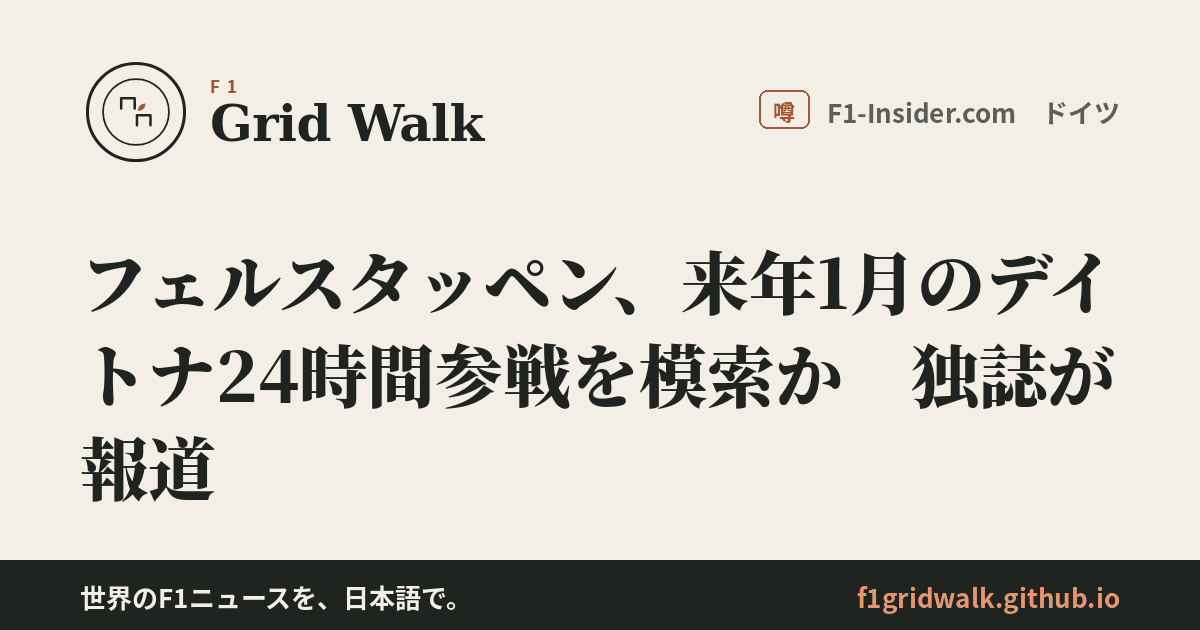 F1
Grid Walk
噂 F1-Insider.com ドイツ
フェルスタッペン、来年1月のデイ
トナ24時間参戦を模索か　独誌が
報道
世界のF1ニュースを、日本語で。
f1gridwalk.github.io